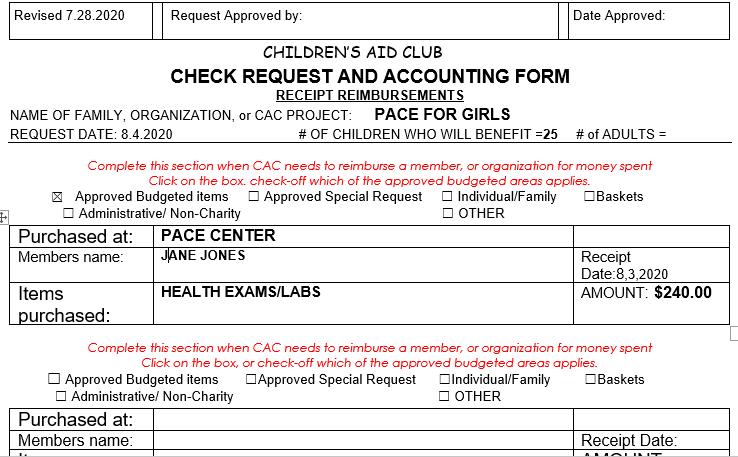 Revised 7.28.2020 Request Approved by: Date Approved:
CHILDREN'S AID CLUB
CHECK REQUEST AND ACCOUNTING FORM
RECEIPT REIMBURSEMENTS
NAME OF FAMILY, ORGANIZATION, or CAC PROJECT: PACE FOR GIRLS
REQUEST DATE: 8.4.2020 # OF CHILDREN WHO WILL BENEFIT =25 # of ADULTS =
Complete this section when CAC needs to reimburse a member, or organization for money spent
Click on the box. check-off which of the approved budgeted areas applies.
☒ Approved Budgeted items ☐ Approved Special Request ☐ Individual/Family ☐Baskets
☐ Administrative/ Non-Charity ☐ OTHER
Purchased at: PACE CENTER
Members name: JANE JONES Receipt
Date:8,3,2020
Items HEALTH EXAMS/LABS AMOUNT: $240.00
purchased:
Complete this section when CAC needs to reimburse a member, or organization for money spent
Click on the box, or check-off which of the approved budgeted areas applies.
☐ Approved Budgeted items ☐Approved Special Request ☐Individual/Family ☐Baskets
☐ Administrative/ Non-Charity ☐ OTHER
Purchased at:
Members name: Receipt Date: